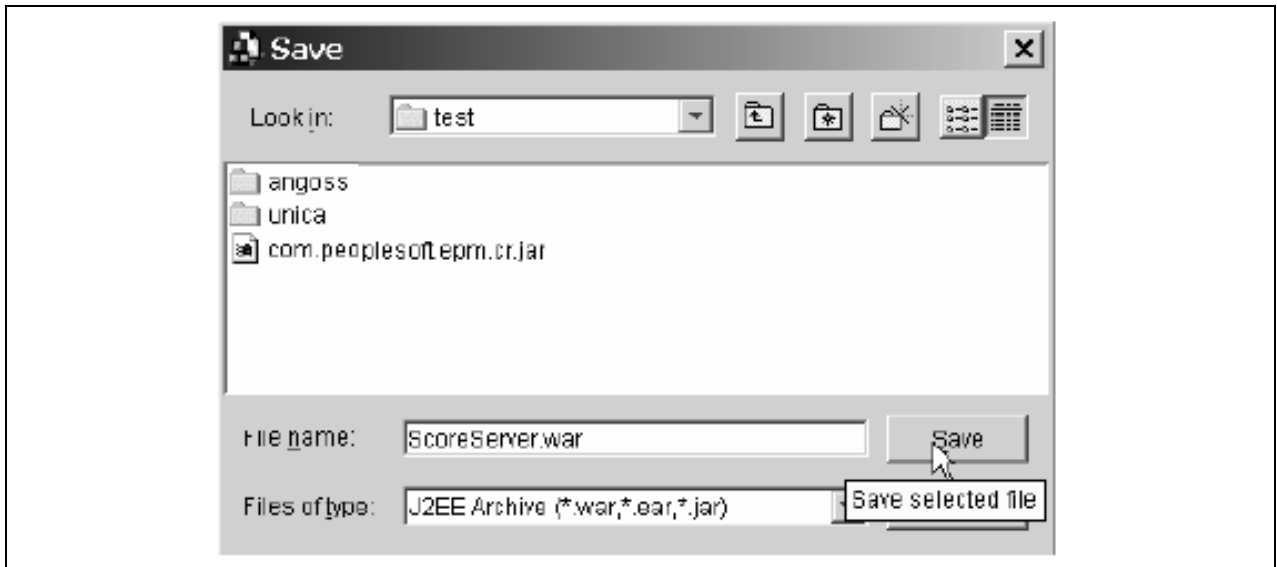 Save
Look in:
test
angoss
unica
com.peoplesoft.epm.cr.jar
File name:
ScoreServer.war
Save
Files of type:
J2EE Archive (*.war,*.ear,*.jar)
Save selected file